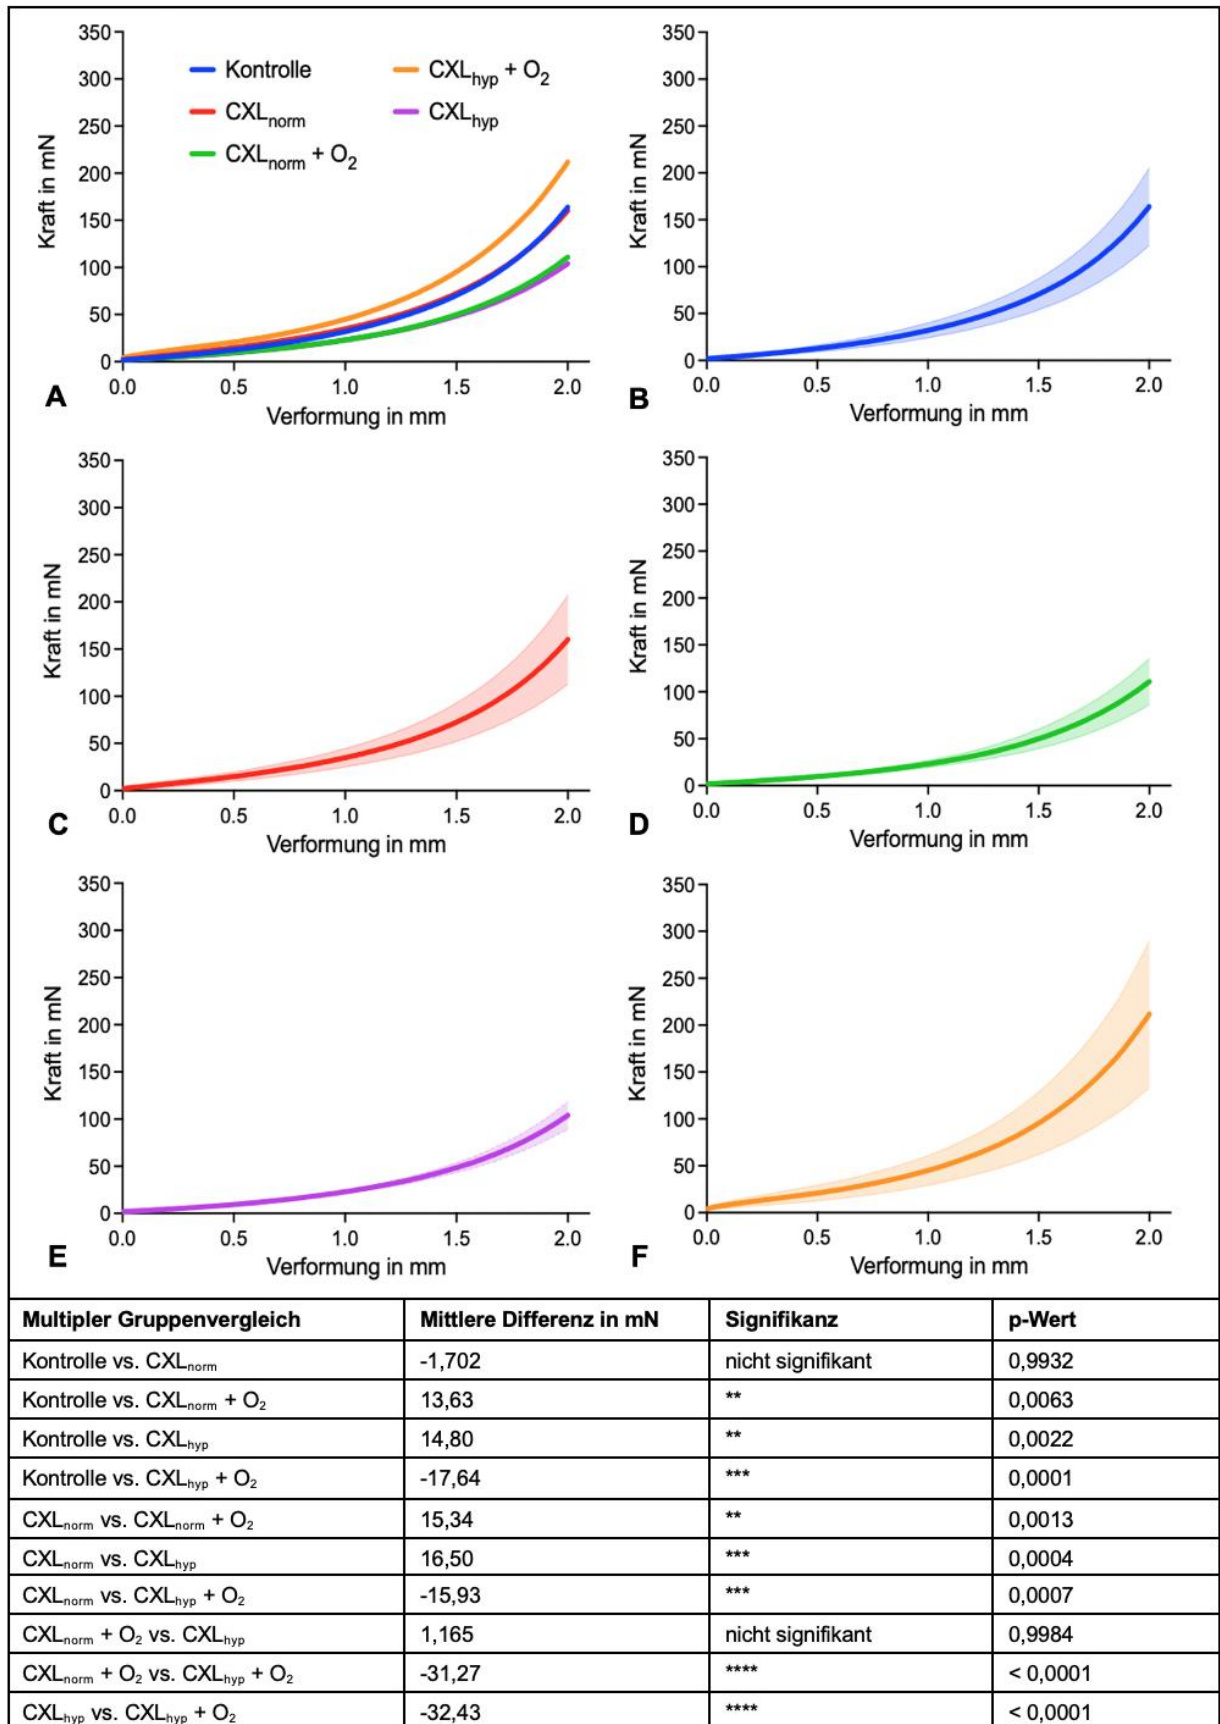 350
300
250
200
150
100
50
0
Kraft in mN
Kontrolle
CXLnorm
CXLnorm + O2
CXLhyp + O2
CXLhyp
0.0 0.5 1.0 1.5 2.0
A
Verformung in mm
350
300
250
200
150
100
50
0
Kraft in mN
0.0 0.5 1.0 1.5 2.0
B
Verformung in mm
350
300
250
200
150
100
50
0
Kraft in mN
0.0 0.5 1.0 1.5 2.0
C
Verformung in mm
350
300
250
200
150
100
50
0
Kraft in mN
0.0 0.5 1.0 1.5 2.0
D
Verformung in mm
350
300
250
200
150
100
50
0
Kraft in mN
0.0 0.5 1.0 1.5 2.0
E
Verformung in mm
350
300
250
200
150
100
50
0
Kraft in mN
0.0 0.5 1.0 1.5 2.0
F
Verformung in mm
Multipler Gruppenvergleich Mittlere Differenz in mN Signifikanz p-Wert
Kontrolle vs. CXLnorm -1,702 nicht signifikant 0,9932
Kontrolle vs. CXLnorm + O2 13,63 ** 0,0063
Kontrolle vs. CXLhyp 14,80 ** 0,0022
Kontrolle vs. CXLhyp + O2 -17,64 *** 0,0001
CXLnorm vs. CXLnorm + O2 15,34 ** 0,0013
CXLnorm vs. CXLhyp 16,50 *** 0,0004
CXLnorm vs. CXLhyp + O2 -15,93 *** 0,0007
CXLnorm + O2 vs. CXLhyp 1,165 nicht signifikant 0,9984
CXLnorm + O2 vs. CXLhyp + O2 -31,27 **** < 0,0001
CXLhyp vs. CXLhyp + O2 -32,43 **** < 0,0001